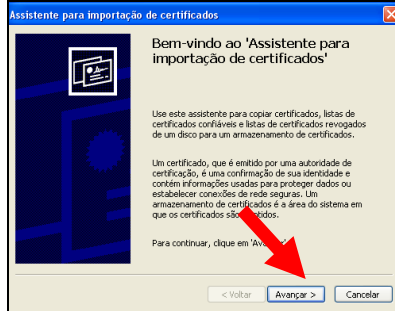 Assistente para importação de certificados
Bem-vindo ao 'Assistente para
importação de certificados'
Use este assistente para copiar certificados, listas de
certificados confiáveis e listas de certificados revogados
de um disco para um armazenamento de certificados.
Um certificado, que é emitido por uma autoridade de
certificação, é uma confirmação de sua identidade e
contém informações usadas para proteger dados ou
estabelecer conexões de rede seguras. Um
armazenamento de certificados é a área do sistema em
que os certificados são
Para continuar, clique em
< Voltar
Avançar >
Cancelar